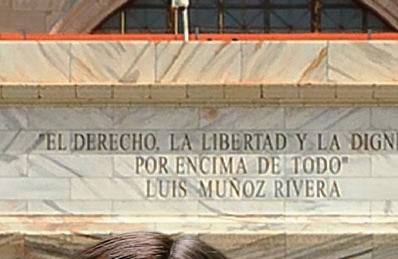 "EL DERECHO, LA LIBERTAD Y LA DIGN
POR ENCIMA DE TODO"
LUIS MUÑOZ RIVERA